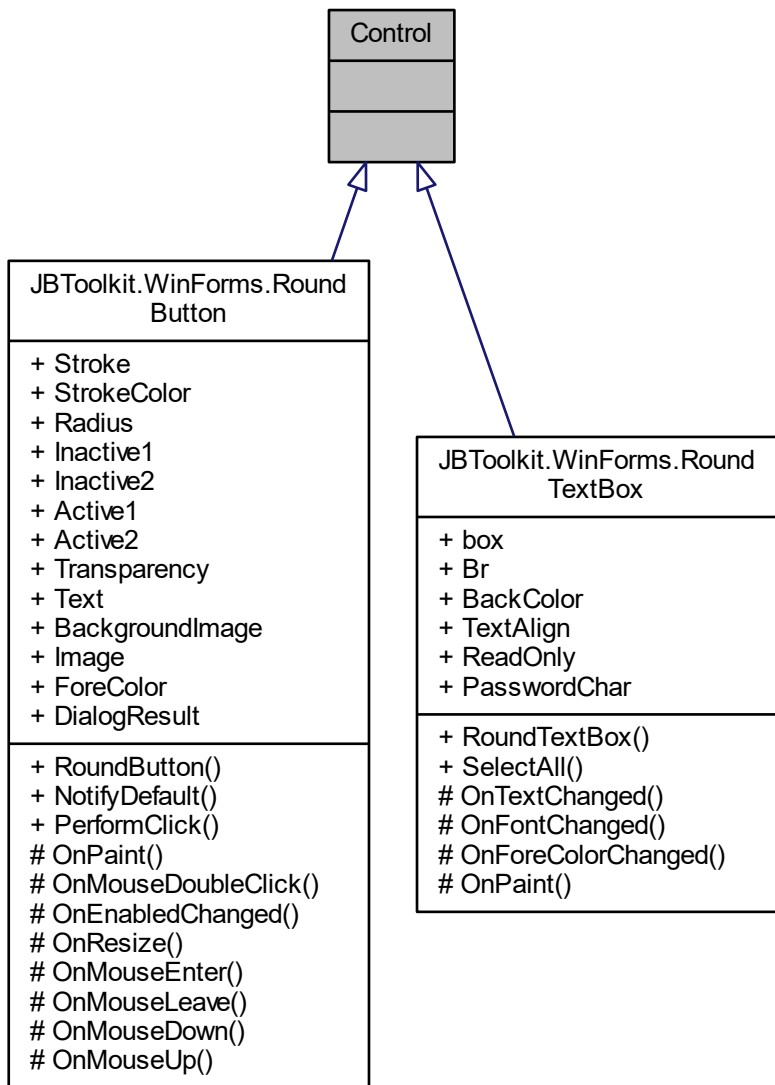 Control
JBToolkit.WinForms.Round
Button
+ Stroke
+ StrokeColor
+ Radius
+ Inactive1
+ Inactive2
+ Active1
+ Active2
+ Transparency
+ Text
+ BackgroundImage
+ Image
+ ForeColor
+ DialogResult
+ RoundButton()
+ NotifyDefault()
+ PerformClick()
# OnPaint()
# OnMouseDoubleClick()
# OnEnabledChanged()
# OnResize()
# OnMouseEnter()
# OnMouseLeave()
# OnMouseDown()
# OnMouseUp()
JBToolkit.WinForms.Round
TextBox
+ box
+ Br
+ BackColor
+ TextAlign
+ ReadOnly
+ PasswordChar
+ RoundTextBox()
+ SelectAll()
# OnTextChanged()
# OnFontChanged()
# OnForeColorChanged()
# OnPaint()